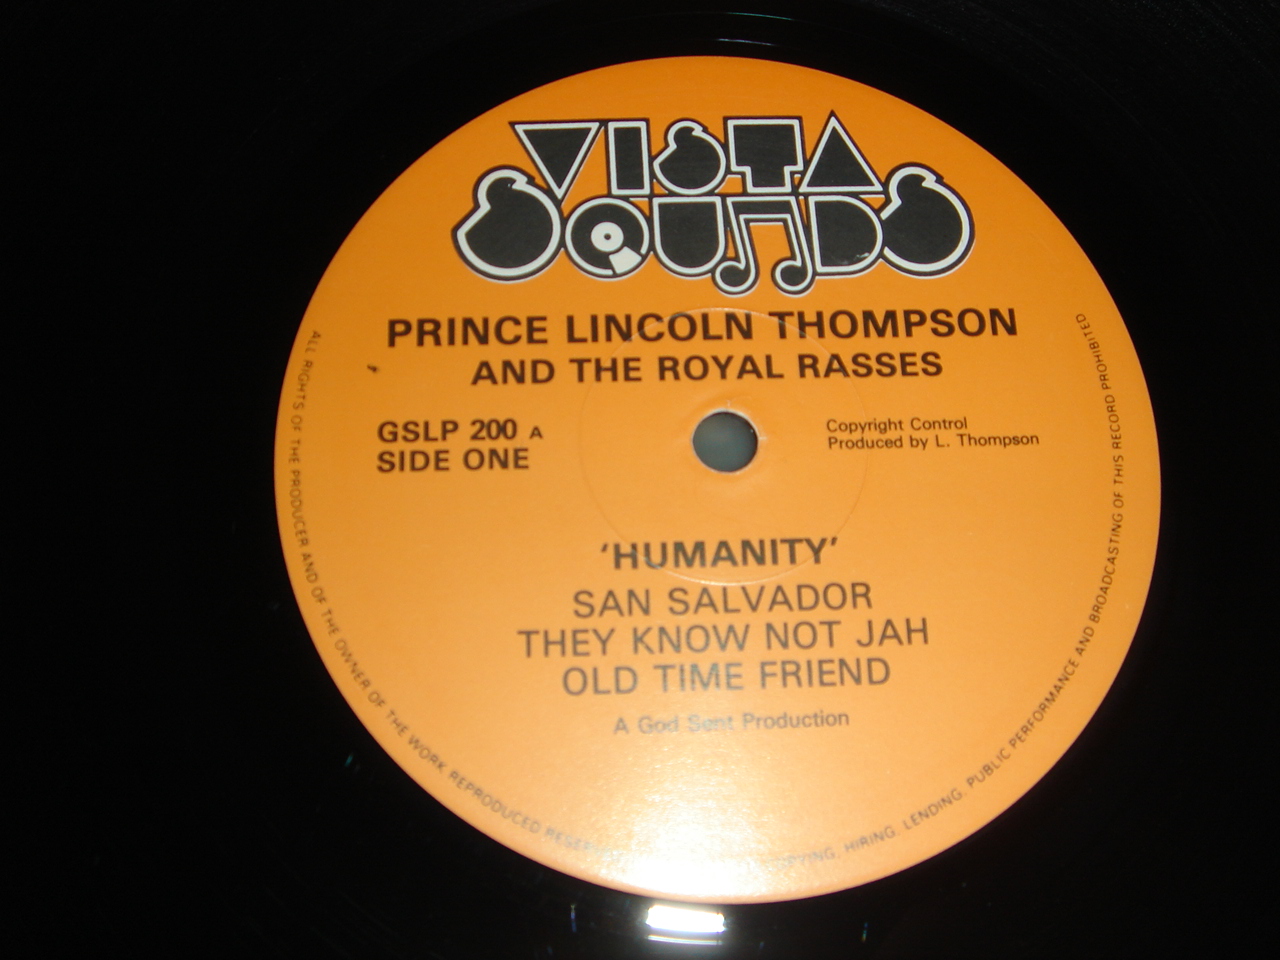 VISTA
SOUNDS
PRINCE LINCOLN THOMPSON
AND THE ROYAL RASSES
GSLP 200 A
SIDE ONE
Copyright Control
Produced by L. Thompson
'HUMANITY'
SAN SALVADOR
THEY KNOW NOT JAH
OLD TIME FRIEND
A God Sent Production
ALL RIGHTS OF THE PRODUCER AND OF THE OWNER OF THE WORK REPRODUCED HIRING. LENDING. PUBLIC PERFORMANCE AND BROADCASTING OF THIS RECORD PROHIBITED